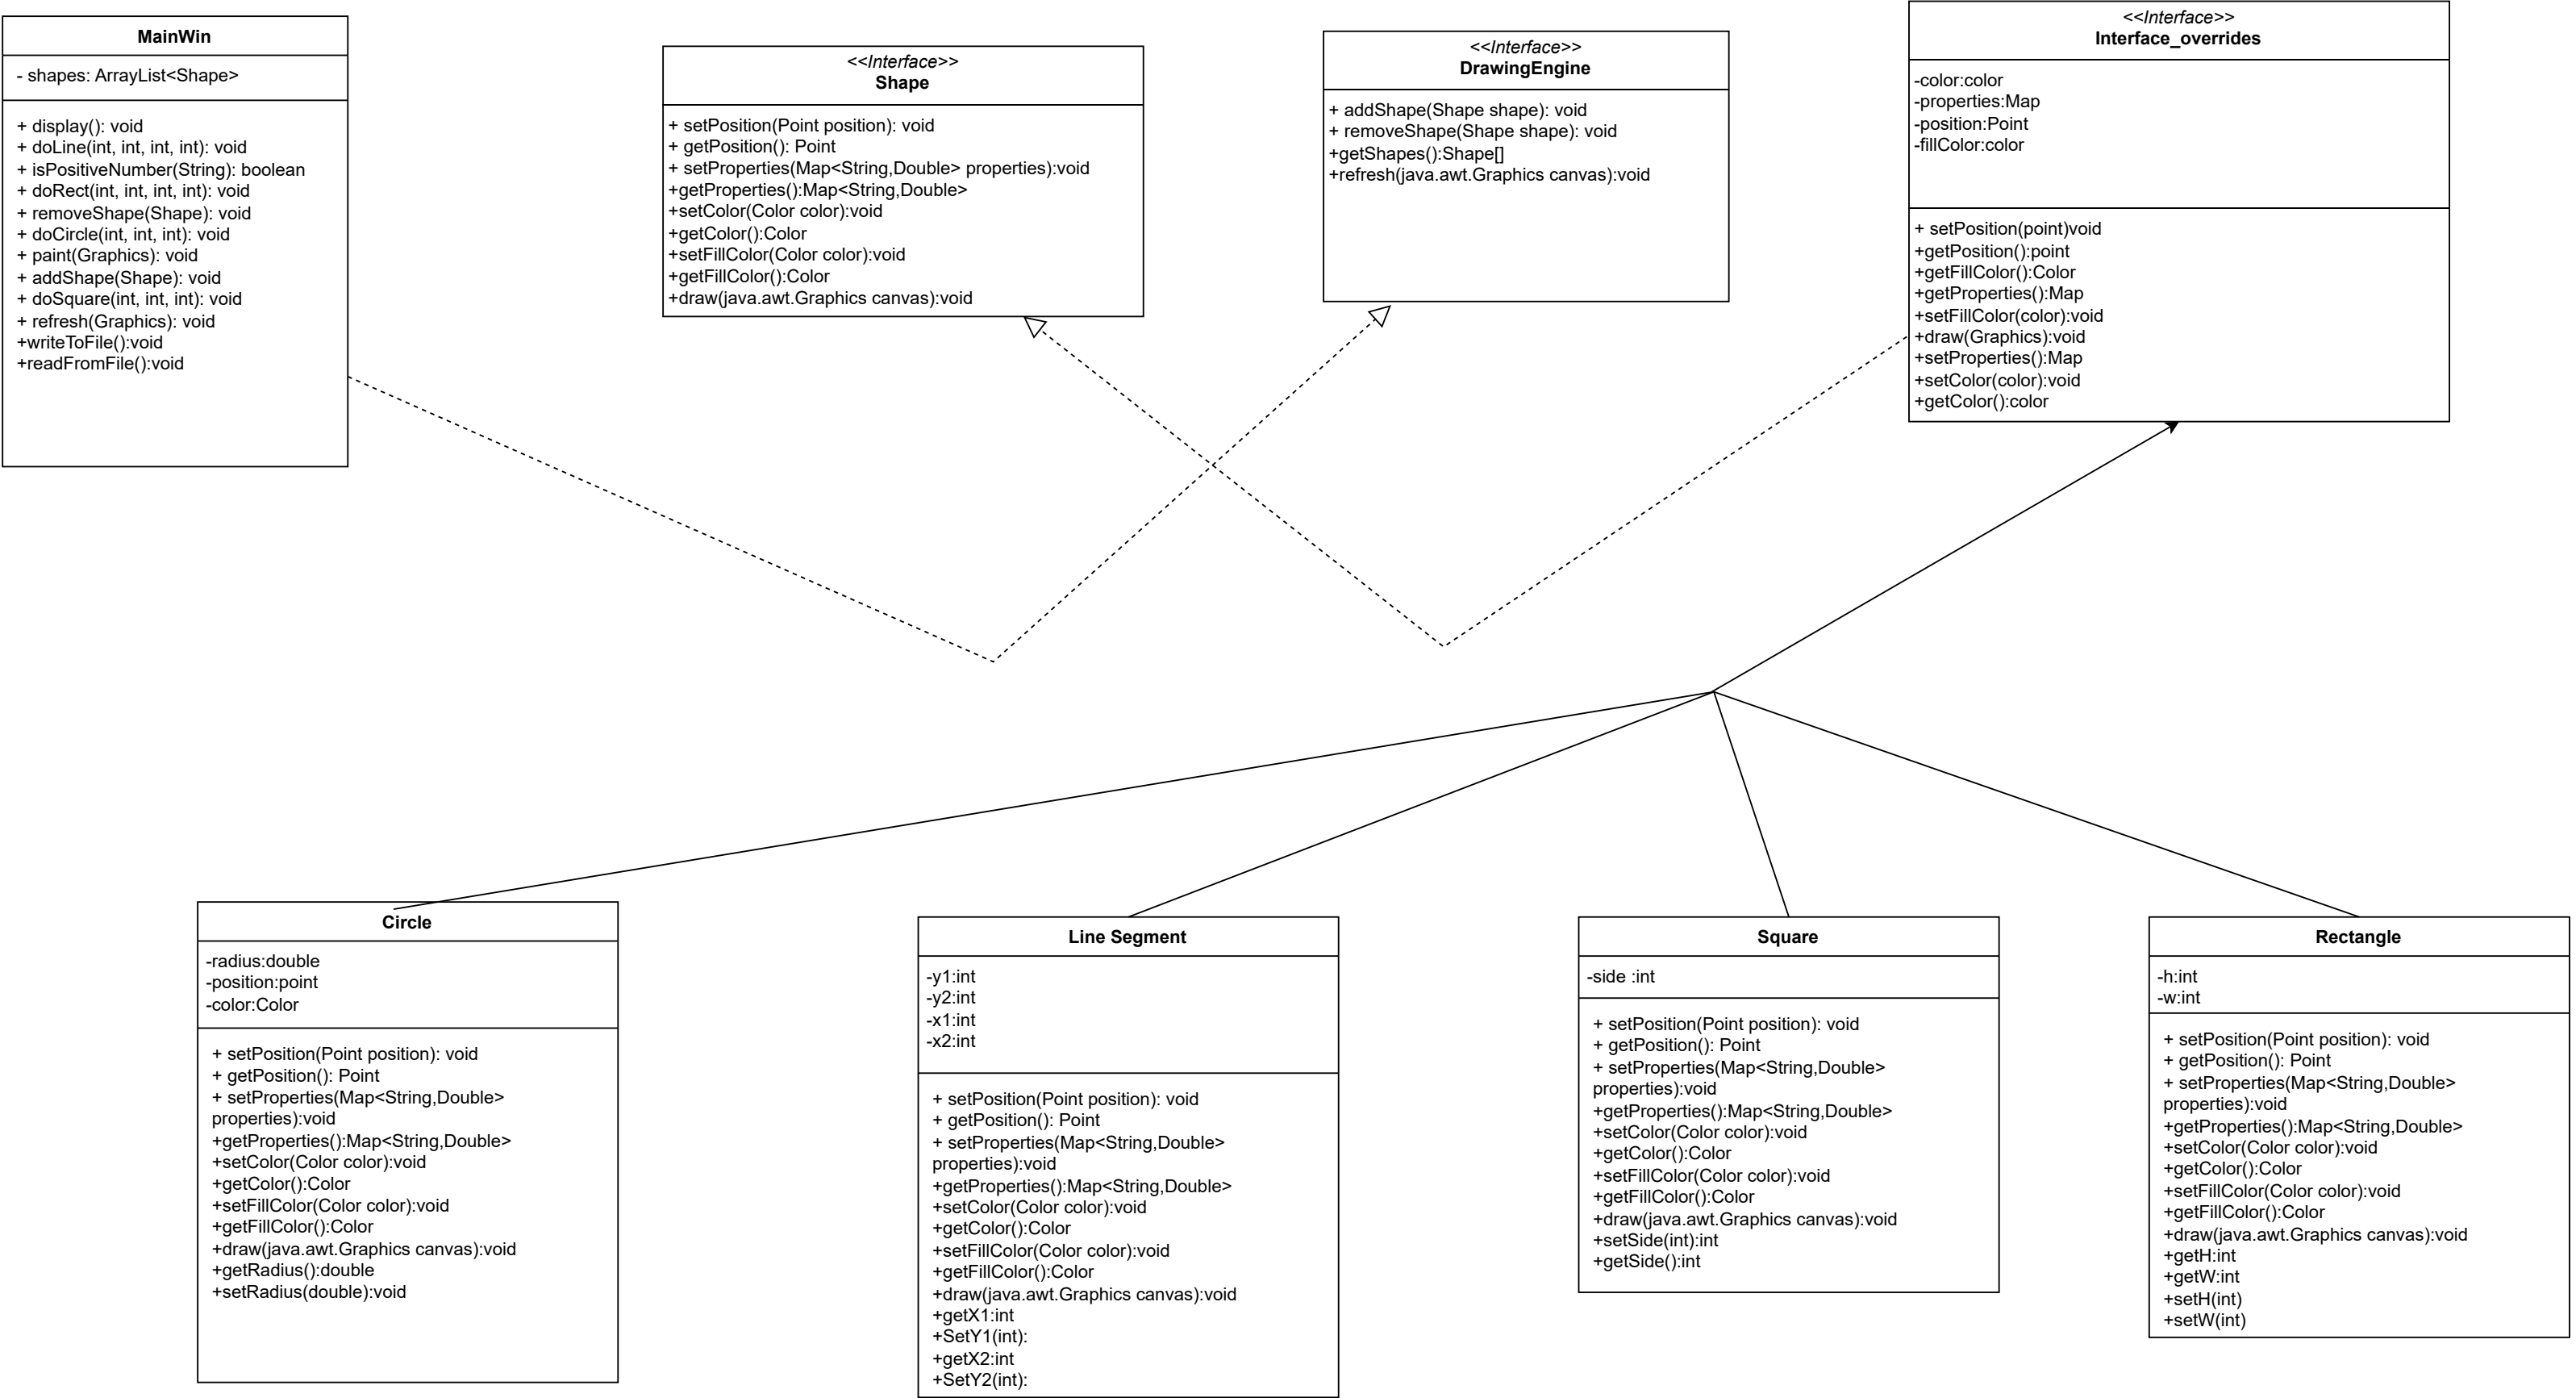 MainWin
- shapes: ArrayList<Shape>
+ display(): void
+ doLine(int, int, int, int): void
+ isPositiveNumber(String): boolean
+ doRect(int, int, int, int): void
+ removeShape(Shape): void
+ doCircle(int, int, int): void
+ paint(Graphics): void
+ addShape(Shape): void
+ doSquare(int, int, int): void
+ refresh(Graphics): void
+writeToFile():void
+readFromFile():void
<<Interface>>
Shape
+ setPosition(Point position): void
+ getPosition(): Point
+ setProperties(Map<String,Double> properties):void
+getProperties():Map<String,Double>
+setColor(Color color):void
+getColor():Color
+setFillColor(Color color):void
+getFillColor():Color
+draw(java.awt.Graphics canvas):void
<<Interface>>
DrawingEngine
+ addShape(Shape shape): void
+ removeShape(Shape shape): void
+getShapes():Shape[]
+refresh(java.awt.Graphics canvas):void
<<Interface>>
Interface_overrides
-color:color
-properties:Map
-position:Point
-fillColor:color
+ setPosition(point)void
+getPosition():point
+getFillColor():Color
+getProperties():Map
+setFillColor(color):void
+draw(Graphics):void
+setProperties():Map
+setColor(color):void
+getColor():color
Circle
-radius:double
-position:point
-color:Color
+ setPosition(Point position): void
+ getPosition(): Point
+ setProperties(Map<String,Double>
properties):void
+getProperties():Map<String,Double>
+setColor(Color color):void
+getColor():Color
+setFillColor(Color color):void
+getFillColor():Color
+draw(java.awt.Graphics canvas):void
+getRadius():double
+setRadius(double):void
Line Segment
-y1:int
-y2:int
-x1:int
-x2:int
+ setPosition(Point position): void
+ getPosition(): Point
+ setProperties(Map<String,Double>
properties):void
+getProperties():Map<String,Double>
+setColor(Color color):void
+getColor():Color
+setFillColor(Color color):void
+getFillColor():Color
+draw(java.awt.Graphics canvas):void
+getX1:int
+SetY1(int):
+getX2:int
+SetY2(int):
Square
-side :int
+ setPosition(Point position): void
+ getPosition(): Point
+ setProperties(Map<String,Double>
properties):void
+getProperties():Map<String,Double>
+setColor(Color color):void
+getColor():Color
+setFillColor(Color color):void
+getFillColor():Color
+draw(java.awt.Graphics canvas):void
+setSide(int):int
+getSide():int
Rectangle
-h:int
-w:int
+ setPosition(Point position): void
+ getPosition(): Point
+ setProperties(Map<String,Double>
properties):void
+getProperties():Map<String,Double>
+setColor(Color color):void
+getColor():Color
+setFillColor(Color color):void
+getFillColor():Color
+draw(java.awt.Graphics canvas):void
+getH:int
+getW:int
+setH(int)
+setW(int)